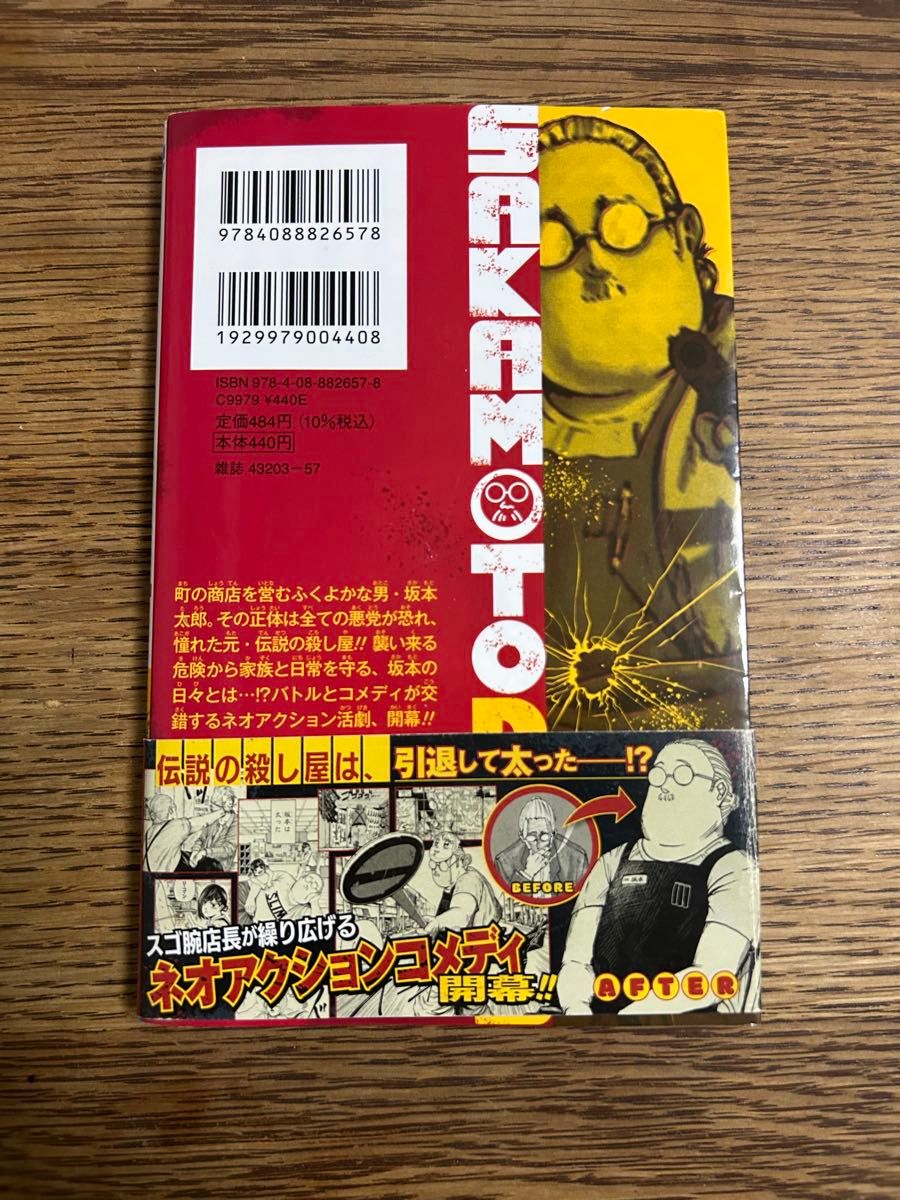 9784088826578
1929979004408
ISBN 978-4-08-882657-8
C9979 ¥440E
定価484円(10%税込)
本体440円
雑誌 43203-57
SAKAMOTO
町の商店を営むふくよかな男・坂本
太郎。その正体は全ての悪党が恐れ、
憧れた元・伝説の殺し屋!! 襲い来る
危険から家族と日常を守る、坂本の
日々とは…!?バトルとコメディが交
錯するネオアクション活劇、開幕!!
伝説の殺し屋は、引退して太った――!?
坂本は
太った
BEFORE
スゴ腕店長が繰り広げる
ネオアクションコメディ
開幕!!
AFTER